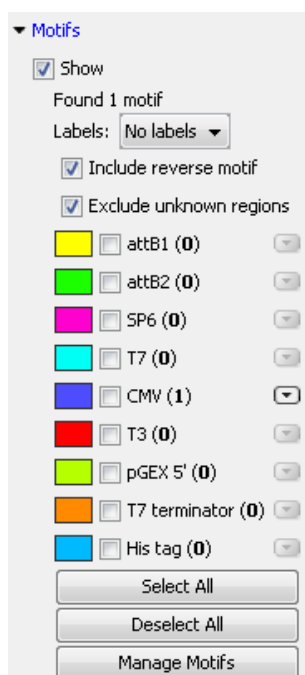 Motifs
Show
Found 1 motif
Labels: No labels
Include reverse motif
Exclude unknown regions
attB1 (0)
attB2 (0)
SP6 (0)
T7 (0)
CMV (1)
T3 (0)
pGEX 5' (0)
T7 terminator (0)
His tag (0)
Select All
Deselect All
Manage Motifs